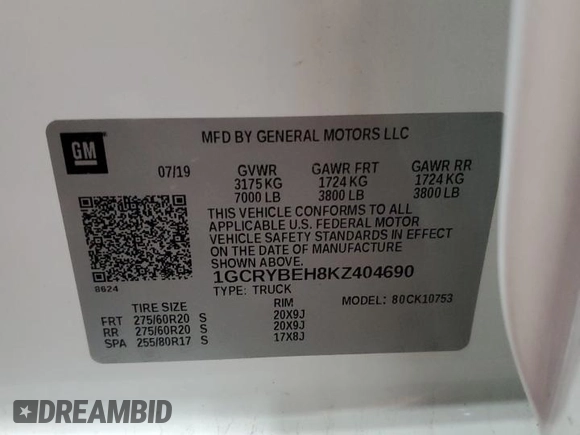 GM
MFD BY GENERAL MOTORS LLC
07/19 GVWR GAWR FRT GAWR RR
3175 KG 1724 KG 1724 KG
7000 LB 3800 LB 3800 LB
THIS VEHICLE CONFORMS TO ALL
APPLICABLE U.S. FEDERAL MOTOR
VEHICLE SAFETY STANDARDS IN EFFECT
ON THE DATE OF MANUFACTURE
SHOWN ABOVE.
1GCRYBEH8KZ404690
8624
TYPE: TRUCK
TIRE SIZE RIM MODEL: 80CK10753
FRT 275/60R20 S 20X9J
RR 275/60R20 S 20X9J
SPA 255/80R17 S 17X8J
DREAMBID